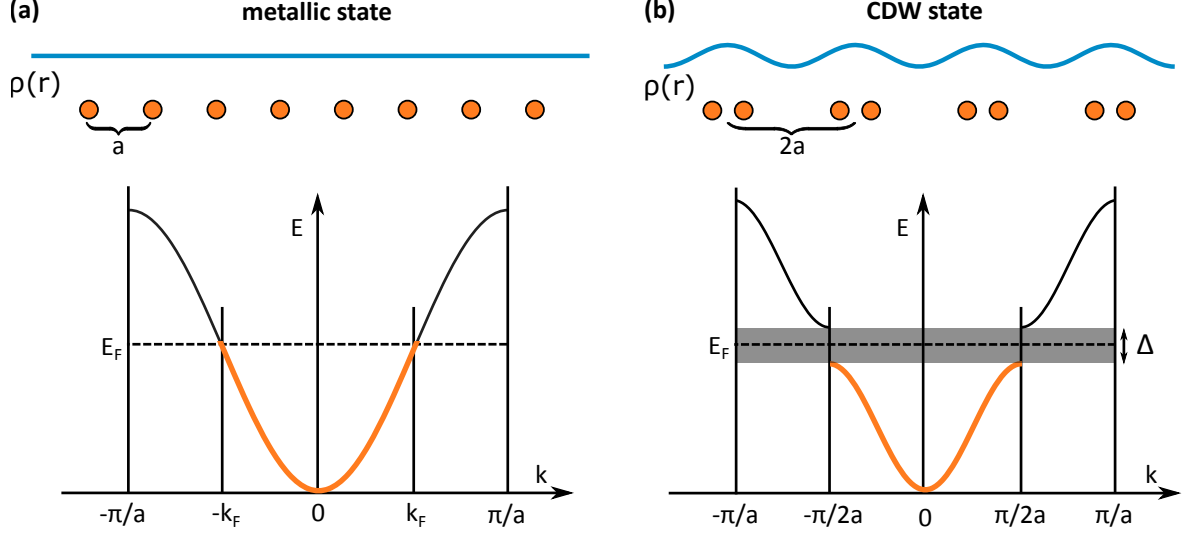 (a)
metallic state
ρ(r)
a
E
E_F
k
-π/a
-k_F
0
k_F
π/a
(b)
CDW state
ρ(r)
2a
E
E_F
Δ
k
-π/a
-π/2a
0
π/2a
π/a